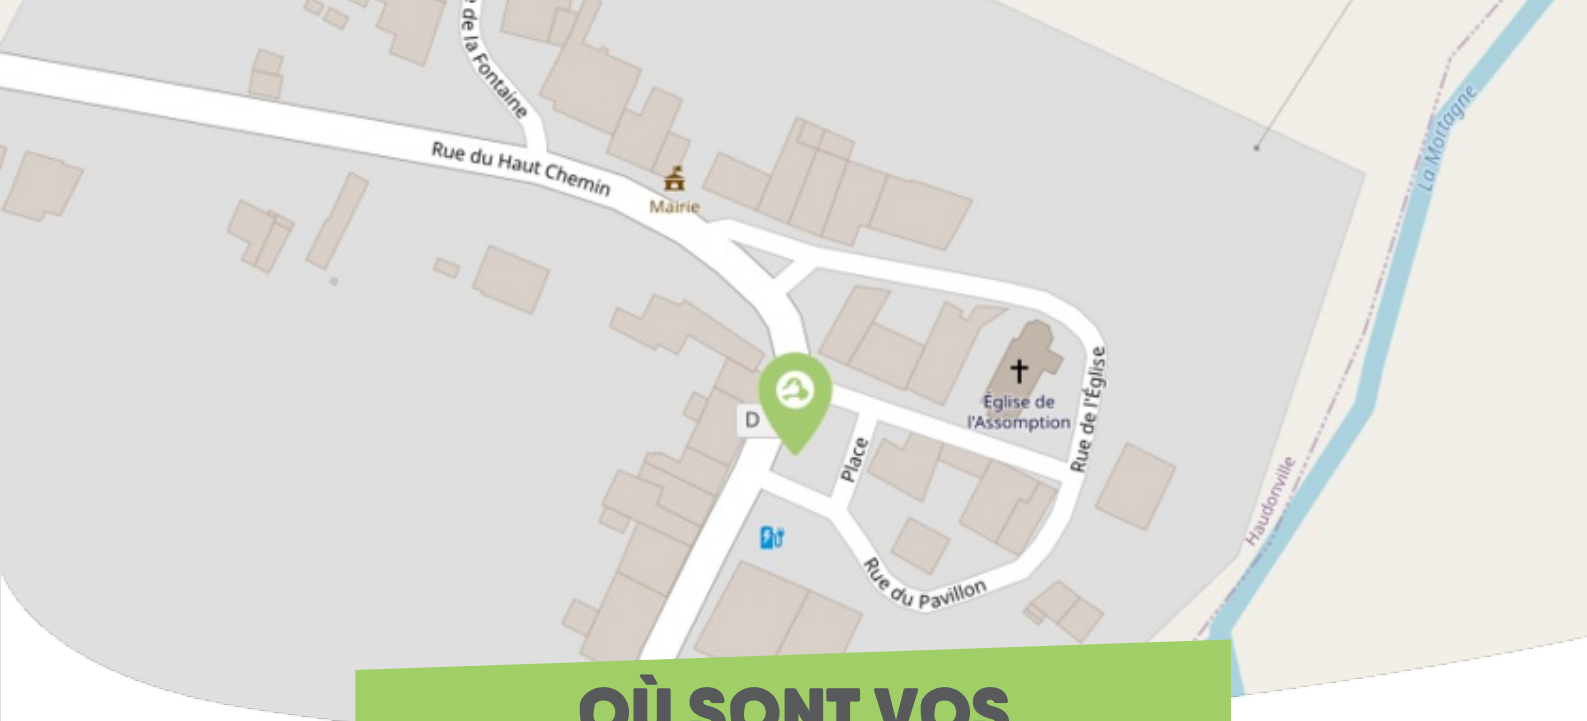 e de la Fontaine
Rue du Haut Chemin
Mairie
La Mortagne
Église de
l'Assomption
Rue de l'Église
D
Place
Haudonville
Rue du Pavillon
OÙ SONT VOS